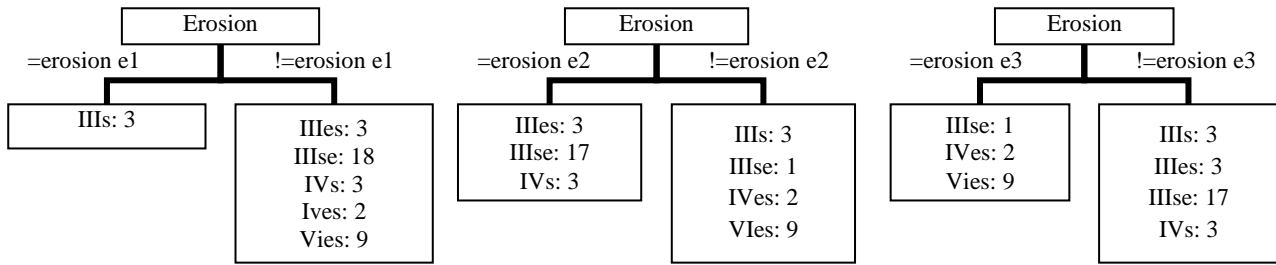 Erosion
=erosion e1
!=erosion e1
IIIs: 3
IIIes: 3
IIIse: 18
IVs: 3
Ives: 2
Vies: 9
Erosion
=erosion e2
!=erosion e2
IIIes: 3
IIIse: 17
IVs: 3
IIIs: 3
IIIse: 1
IVes: 2
VIes: 9
Erosion
=erosion e3
!=erosion e3
IIIse: 1
IVes: 2
Vies: 9
IIIs: 3
IIIes: 3
IIIse: 17
IVs: 3